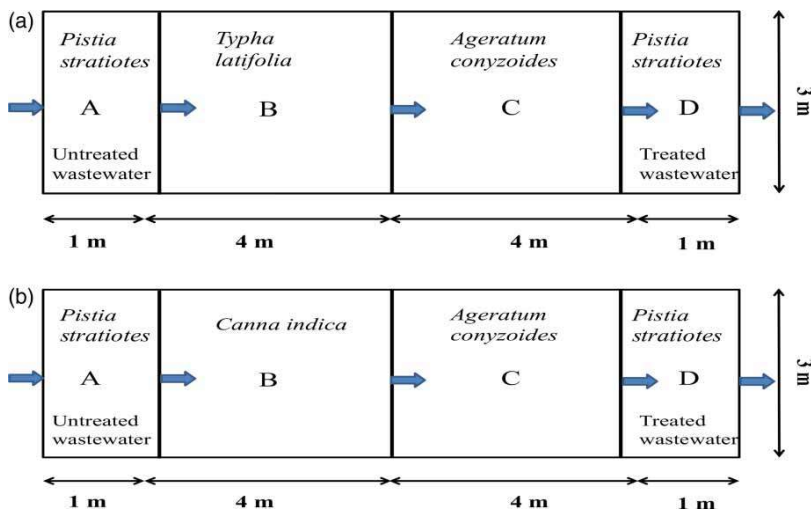 (a)
Pistia
stratiotes
Typha
latifolia
Ageratum
conyzoides
Pistia
stratiotes
A
B
C
D
Untreated
wastewater
Treated
wastewater
3 m
1 m
4 m
4 m
1 m
(b)
Pistia
stratiotes
Canna indica
Ageratum
conyzoides
Pistia
stratiotes
A
B
C
D
Untreated
wastewater
Treated
wastewater
3 m
1 m
4 m
4 m
1 m